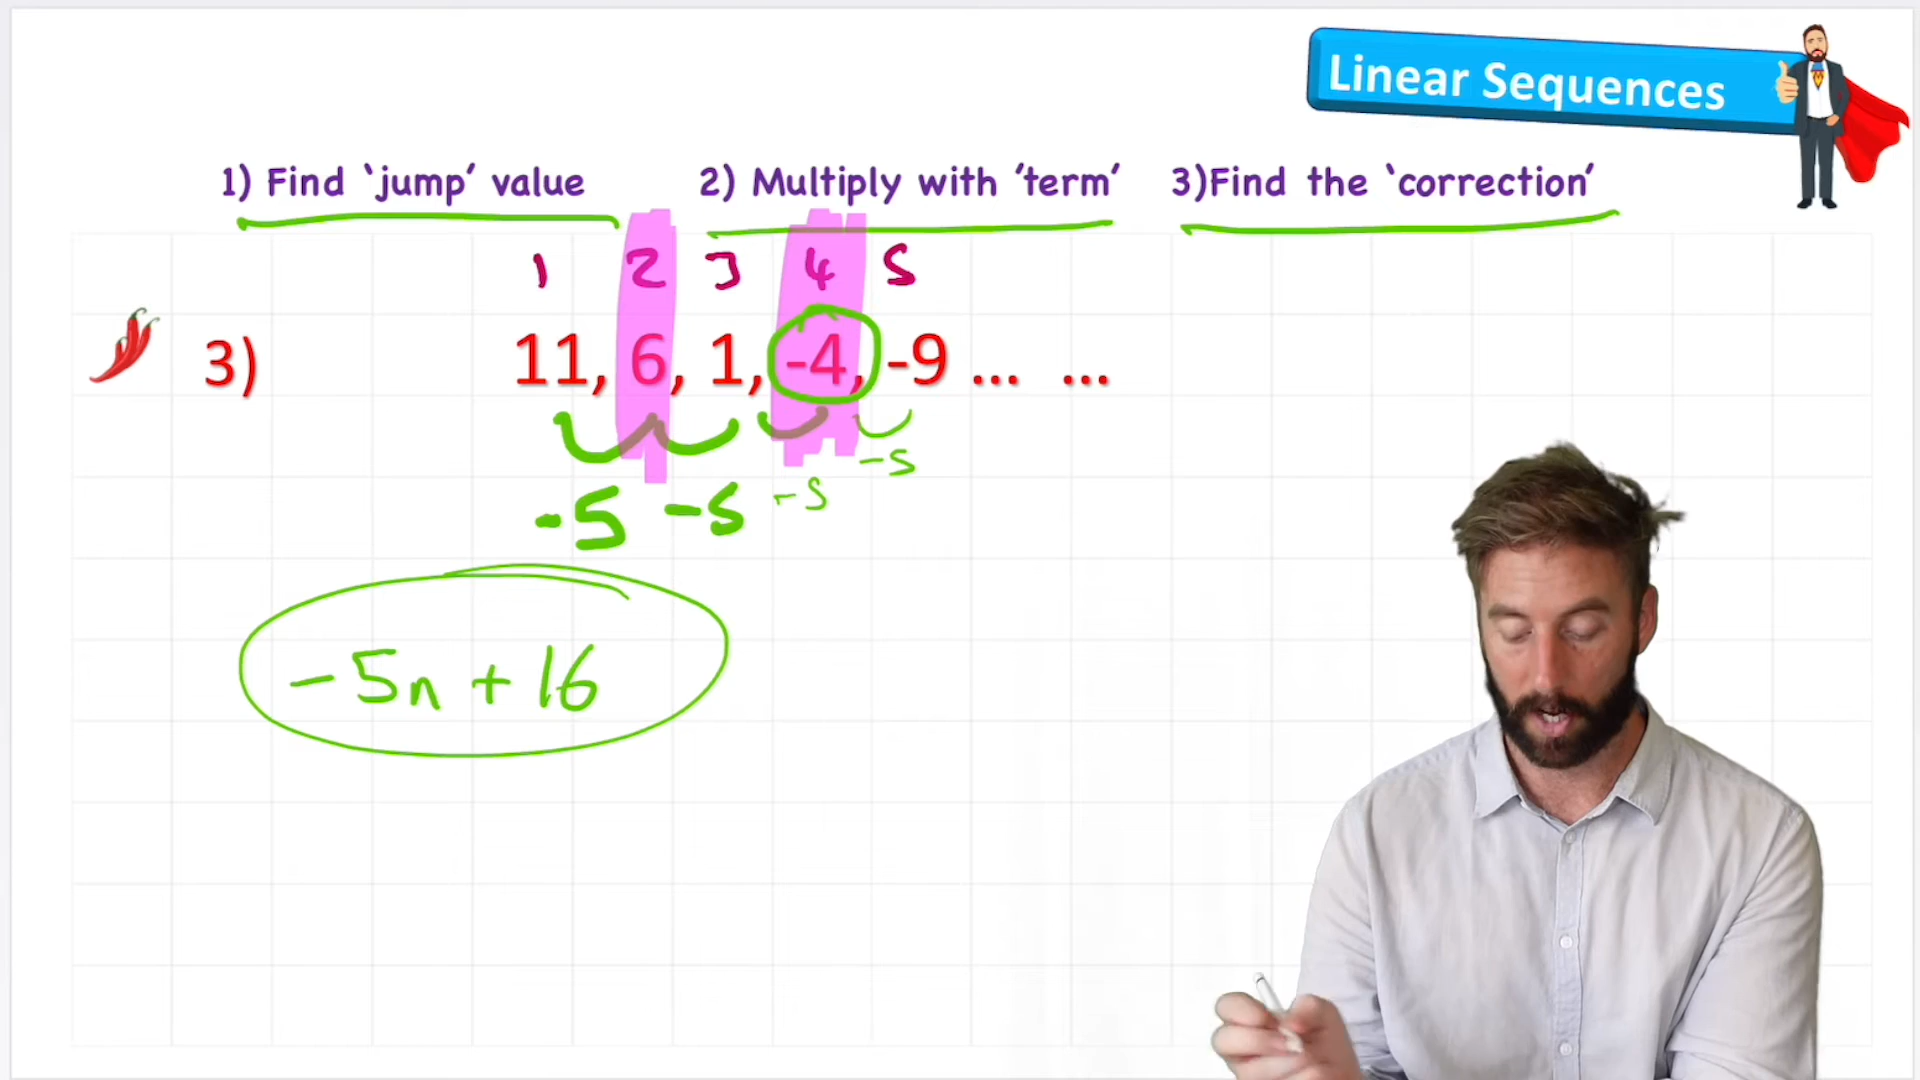 Linear Sequences
1) Find ‘jump’ value 2) Multiply with ‘term’ 3)Find the ‘correction’
1 2 3 4 5
3) 11, 6, 1, -4, -9 ... ...
-5 -5 -5 -5
-5n + 16